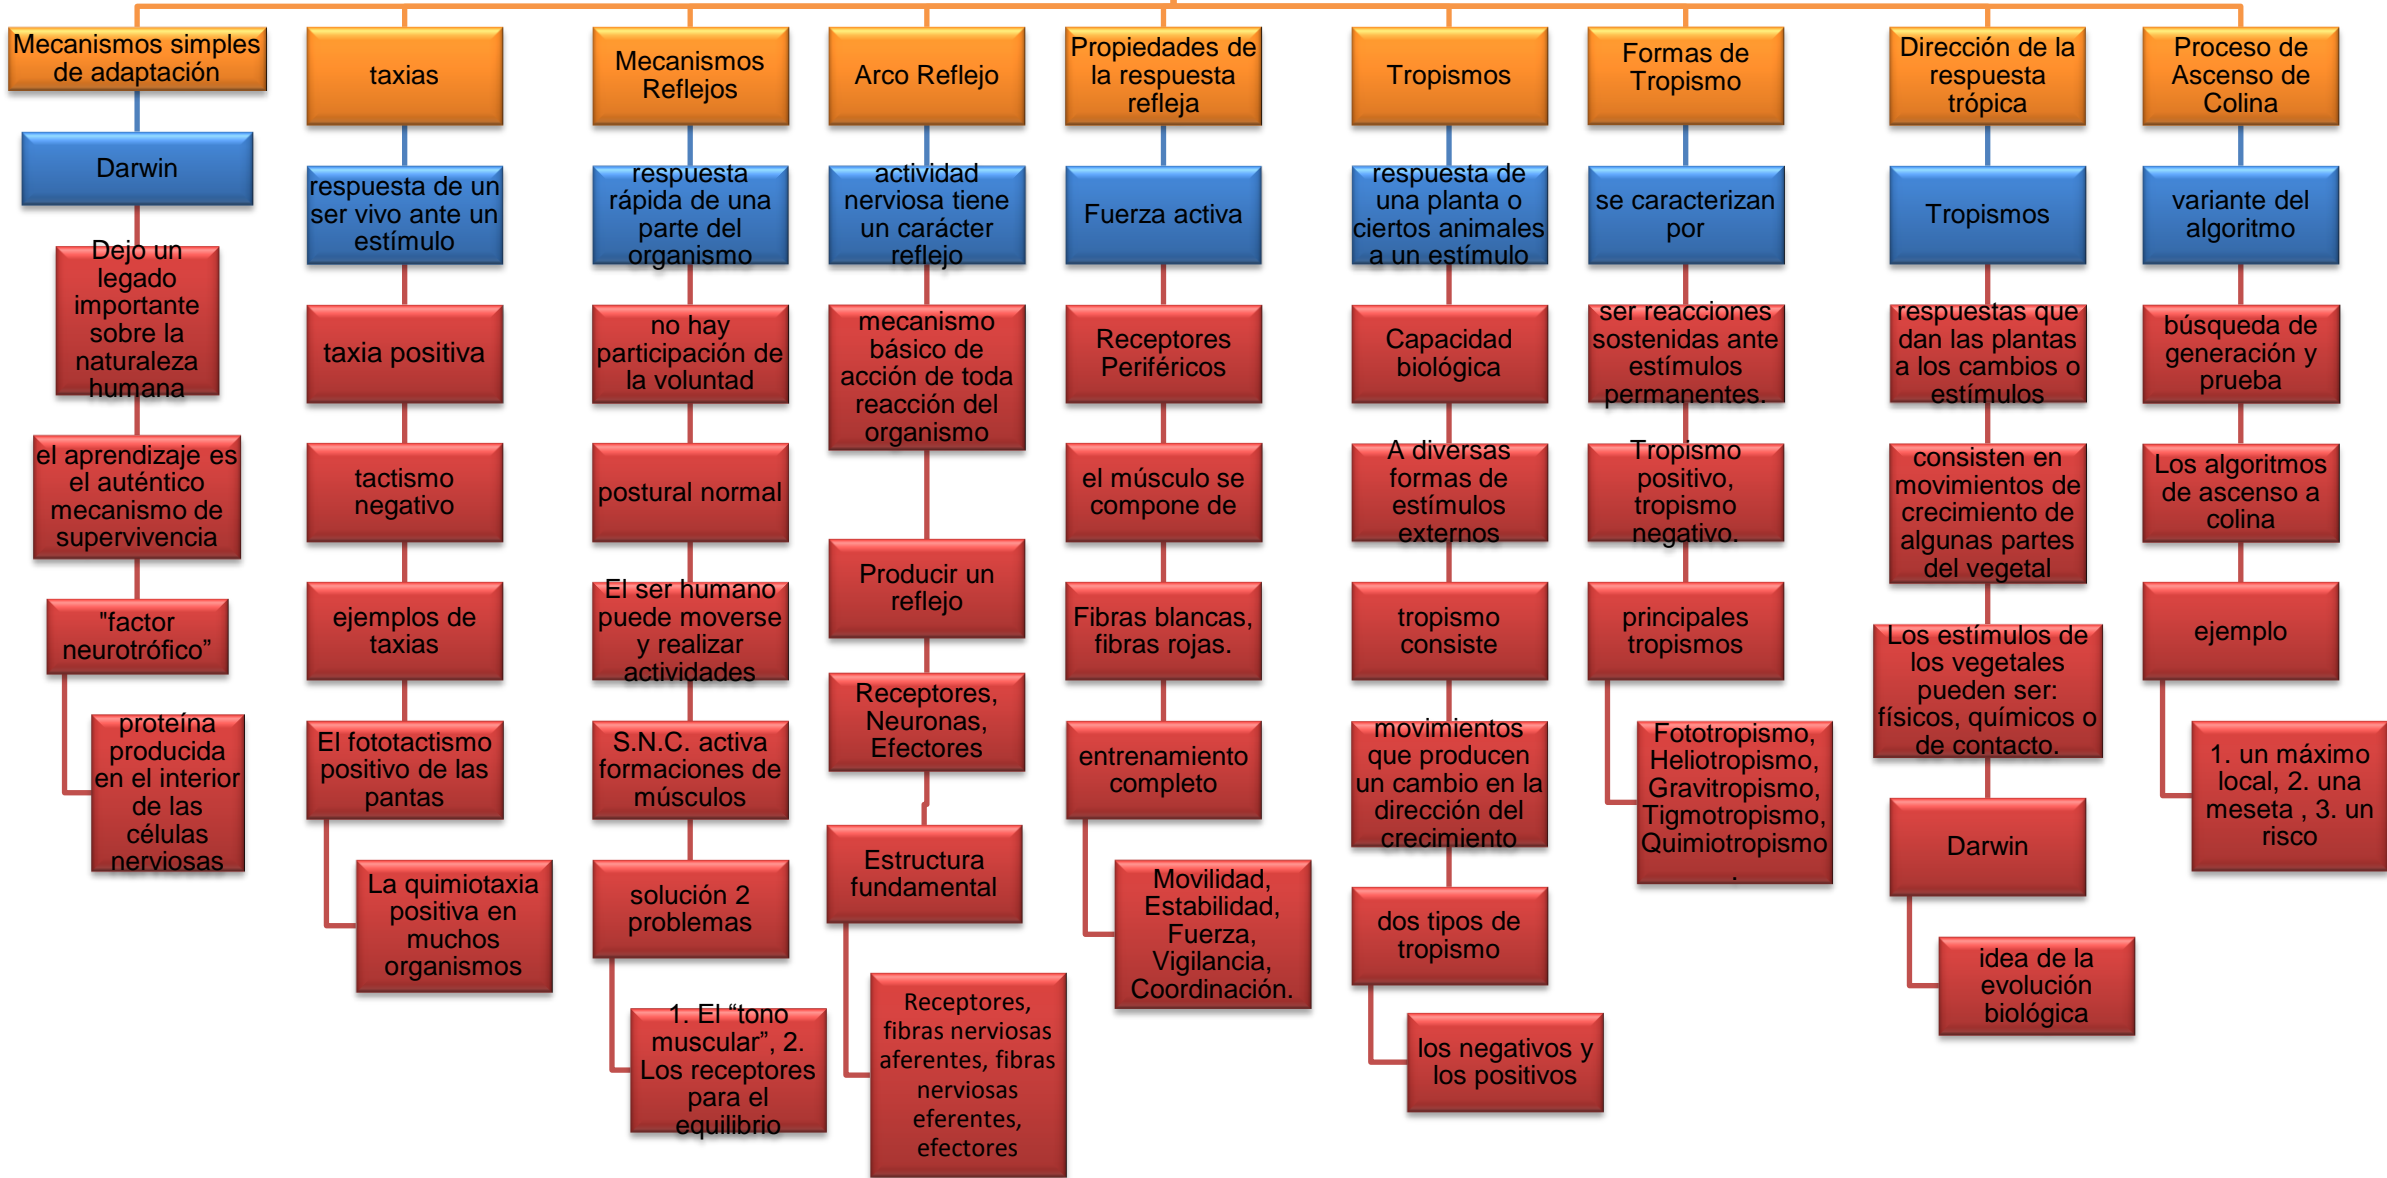 Mecanismos simples
de adaptación
Darwin
Dejo un
legado
importante
sobre la
naturaleza
humana
el aprendizaje es
el auténtico
mecanismo de
supervivencia
"factor
neurotrófico”
proteína
producida
en el interior
de las
células
nerviosas
taxias
respuesta de un
ser vivo ante un
estímulo
taxia positiva
tactismo
negativo
ejemplos de
taxias
El fototactismo
positivo de las
pantas
La quimiotaxia
positiva en
muchos
organismos
Mecanismos
Reflejos
respuesta
rápida de una
parte del
organismo
no hay
participación de
la voluntad
postural normal
El ser humano
puede moverse
y realizar
actividades
S.N.C. activa
formaciones de
músculos
solución 2
problemas
1. El “tono
muscular”, 2.
Los receptores
para el
equilibrio
Arco Reflejo
actividad
nerviosa tiene
un carácter
reflejo
mecanismo
básico de
acción de toda
reacción del
organismo
Producir un
reflejo
Receptores,
Neuronas,
Efectores
Estructura
fundamental
Receptores,
fibras nerviosas
aferentes, fibras
nerviosas
eferentes,
efectores
Propiedades de
la respuesta
refleja
Fuerza activa
Receptores
Periféricos
el músculo se
compone de
Fibras blancas,
fibras rojas.
entrenamiento
completo
Movilidad,
Estabilidad,
Fuerza,
Vigilancia,
Coordinación.
Tropismos
respuesta de
una planta o
ciertos animales
a un estímulo
Capacidad
biológica
A diversas
formas de
estímulos
externos
tropismo
consiste
movimientos
que producen
un cambio en la
dirección del
crecimiento
dos tipos de
tropismo
los negativos y
los positivos
Formas de
Tropismo
se caracterizan
por
ser reacciones
sostenidas ante
estímulos
permanentes.
Tropismo
positivo,
tropismo
negativo.
principales
tropismos
Fototropismo,
Heliotropismo,
Gravitropismo,
Tigmotropismo,
Quimiotropismo
.
Dirección de la
respuesta
trópica
Tropismos
respuestas que
dan las plantas
a los cambios o
estímulos
consisten en
movimientos de
crecimiento de
algunas partes
del vegetal
Los estímulos de
los vegetales
pueden ser:
físicos, químicos o
de contacto.
Darwin
idea de la
evolución
biológica
Proceso de
Ascenso de
Colina
variante del
algoritmo
búsqueda de
generación y
prueba
Los algoritmos
de ascenso a
colina
ejemplo
1. un máximo
local, 2. una
meseta , 3. un
risco